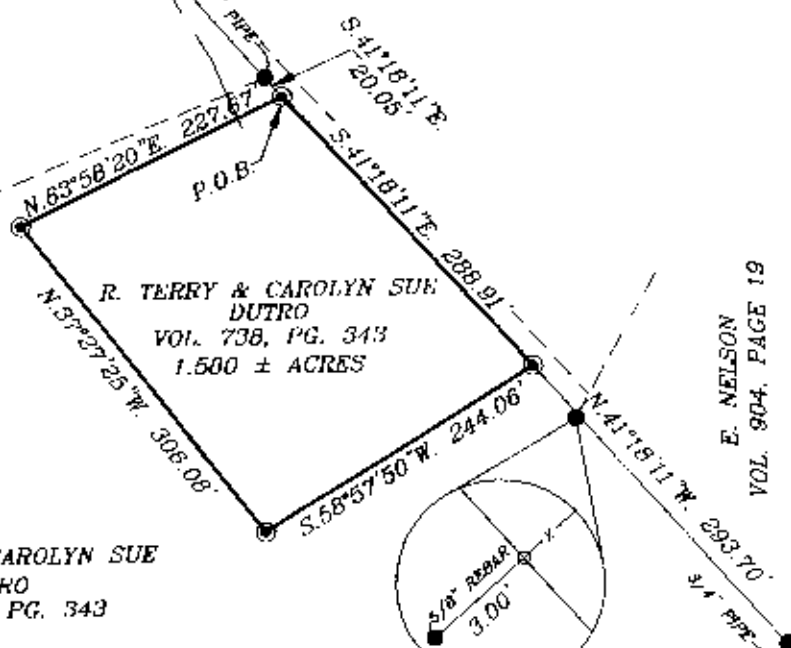 PIPE
S.41°18'11"E.
20.05'
N.63°58'20"E. 227.67'
P.O.B.
S.41°18'11"E. 288.91'
R. TERRY & CAROLYN SUE
DUTRO
VOL. 738, PG. 343
1.580 ± ACRES
N.37°27'25"W. 306.08'
S.58°57'50"W. 244.06'
E. NELSON
VOL. 904, PAGE 19
N.41°18'11"W. 293.70'
3/4" PIPE
5/8" REBAR
3.00'
CAROLYN SUE
RO
PG. 343